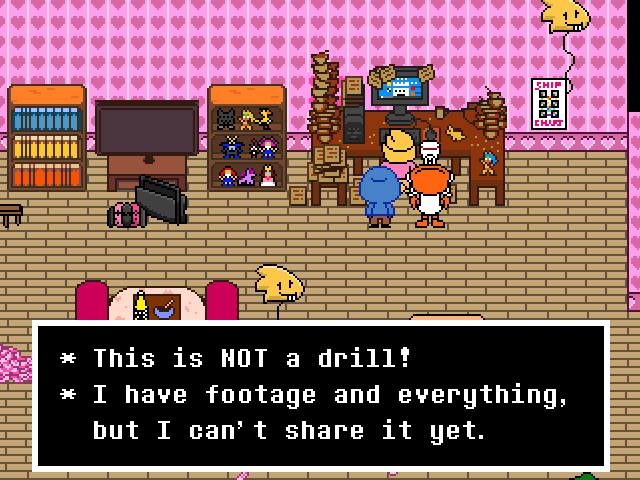 SHIP
CHART
* This is NOT a drill!
* I have footage and everything,
but I can't share it yet.